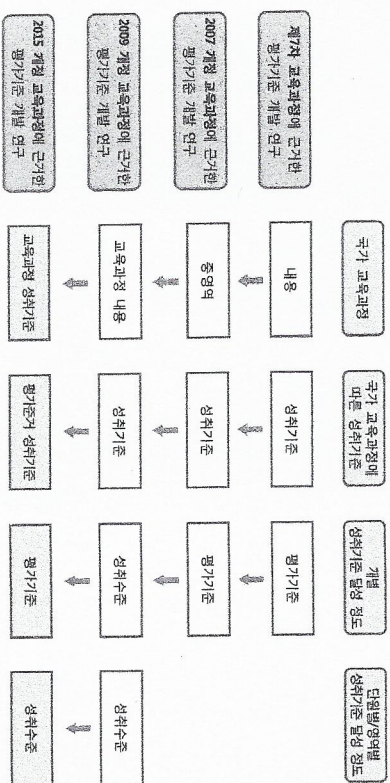 국가 교육과정
국가 교육과정에
따른 성취기준
개별
성취기준 달성 정도
단원별/영역별
성취기준 달성 정도
제7차 교육과정에 근거한
평가기준 개발 연구
내용
성취기준
평가기준
2007 개정 교육과정에 근거한
평가기준 개발 연구
중영역
성취기준
평가기준
2009 개정 교육과정에 근거한
평가기준 개발 연구
교육과정 내용
성취기준
성취수준
성취수준
2015 개정 교육과정에 근거한
평가기준 개발 연구
교육과정 성취기준
평가준거 성취기준
평가기준
성취수준